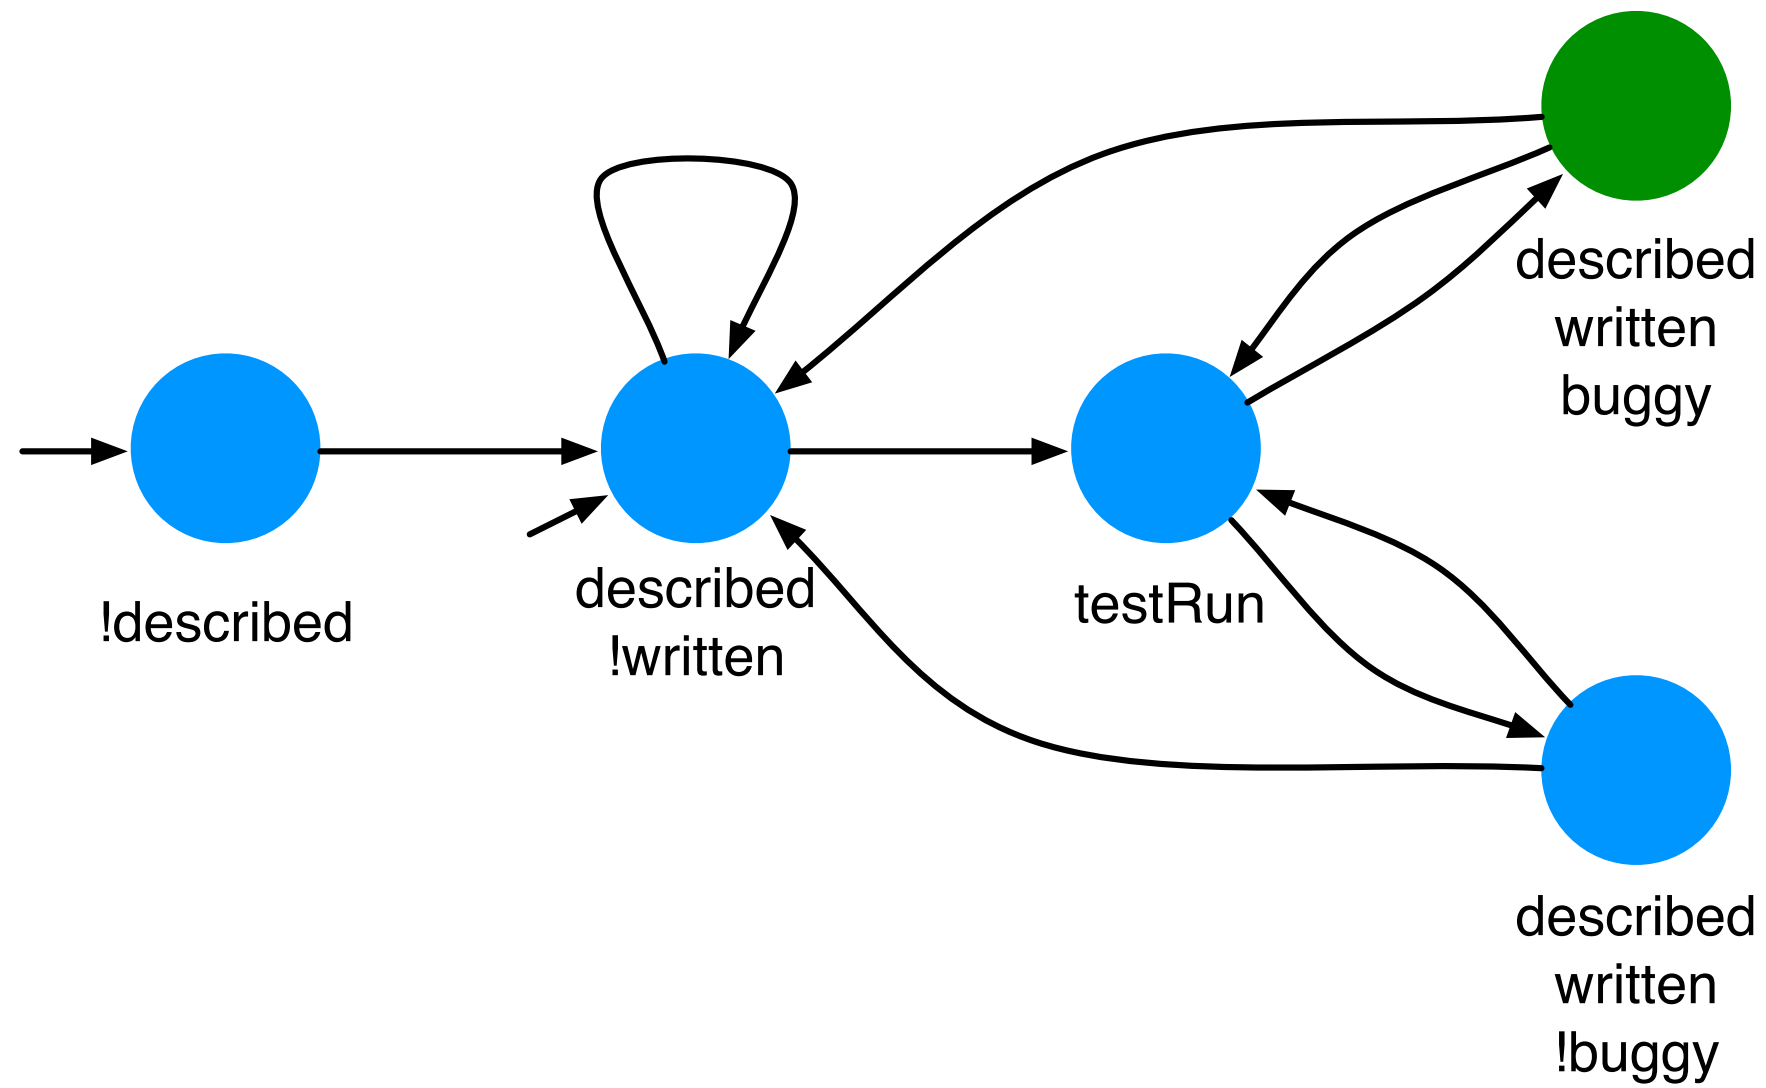 !described
described
!written
testRun
described
written
buggy
described
written
!buggy